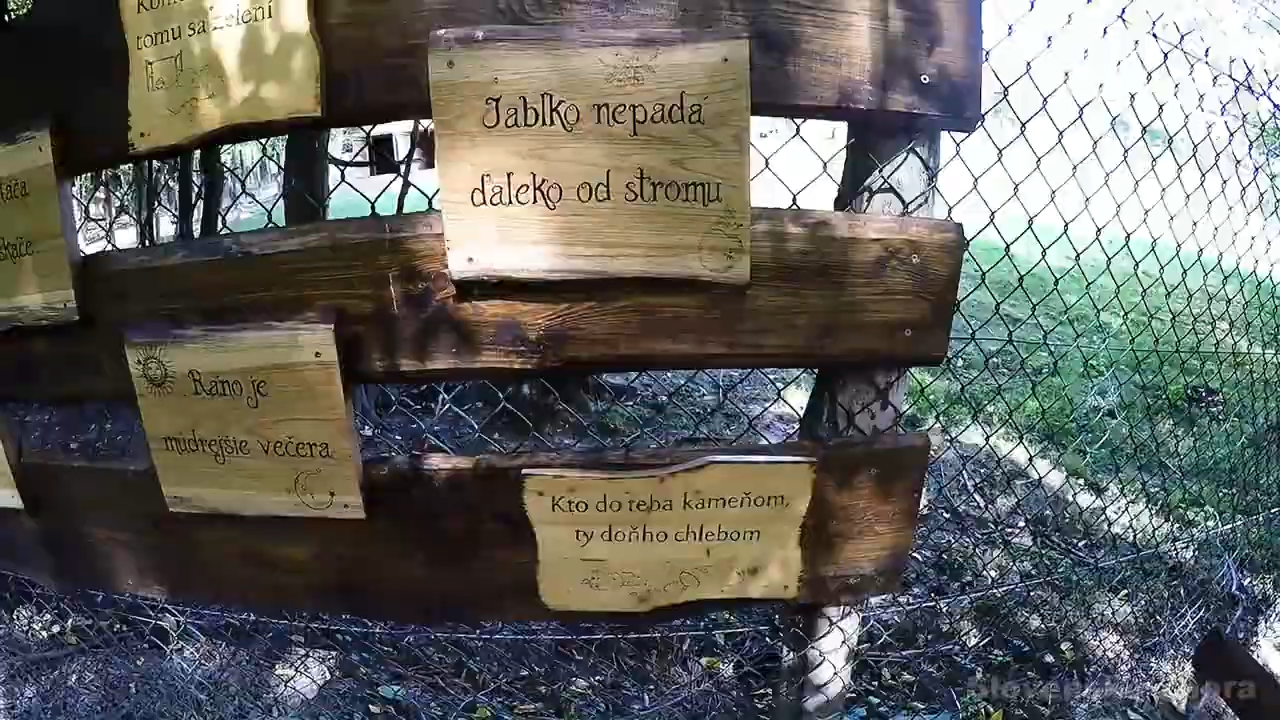 tomu sa zelení
Jablko nepadá
ďaleko od stromu
skáče.
Ráno je
múdrejšie večera
Kto do teba kameňom,
ty doňho chlebom